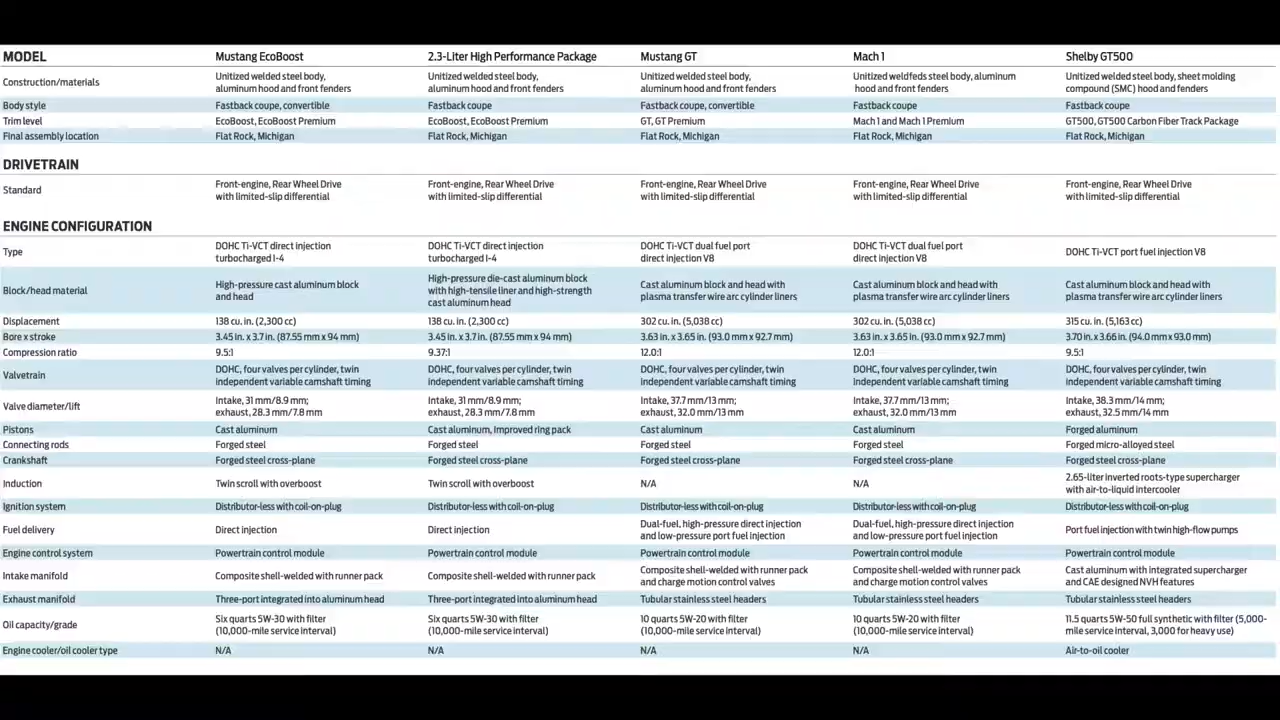 MODEL Mustang EcoBoost 2.3-Liter High Performance Package Mustang GT Mach 1 Shelby GT500
Construction/materials Unitized welded steel body, aluminum hood and front fenders Unitized welded steel body, aluminum hood and front fenders Unitized welded steel body, aluminum hood and front fenders Unitized weldfeds steel body, aluminum hood and front fenders Unitized welded steel body, sheet molding compound (SMC) hood and fenders
Body style Fastback coupe, convertible Fastback coupe Fastback coupe, convertible Fastback coupe Fastback coupe
Trim level EcoBoost, EcoBoost Premium EcoBoost, EcoBoost Premium GT, GT Premium Mach 1 and Mach 1 Premium GT500, GT500 Carbon Fiber Track Package
Final assembly location Flat Rock, Michigan Flat Rock, Michigan Flat Rock, Michigan Flat Rock, Michigan Flat Rock, Michigan
DRIVETRAIN
Standard Front-engine, Rear Wheel Drive with limited-slip differential Front-engine, Rear Wheel Drive with limited-slip differential Front-engine, Rear Wheel Drive with limited-slip differential Front-engine, Rear Wheel Drive with limited-slip differential Front-engine, Rear Wheel Drive with limited-slip differential
ENGINE CONFIGURATION
Type DOHC Ti-VCT direct injection turbocharged I-4 DOHC Ti-VCT direct injection turbocharged I-4 DOHC Ti-VCT dual fuel port direct injection V8 DOHC Ti-VCT dual fuel port direct injection V8 DOHC Ti-VCT port fuel injection V8
Block/head material High-pressure cast aluminum block and head High-pressure die-cast aluminum block with high-tensile liner and high-strength cast aluminum head Cast aluminum block and head with plasma transfer wire arc cylinder liners Cast aluminum block and head with plasma transfer wire arc cylinder liners Cast aluminum block and head with plasma transfer wire arc cylinder liners
Displacement 138 cu. in. (2,300 cc) 138 cu. in. (2,300 cc) 302 cu. in. (5,038 cc) 302 cu. in. (5,038 cc) 315 cu. in. (5,163 cc)
Bore x stroke 3.45 in. x 3.7 in. (87.55 mm x 94 mm) 3.45 in. x 3.7 in. (87.55 mm x 94 mm) 3.63 in. x 3.65 in. (93.0 mm x 92.7 mm) 3.63 in. x 3.65 in. (93.0 mm x 92.7 mm) 3.70 in. x 3.66 in. (94.0 mm x 93.0 mm)
Compression ratio 9.5:1 9.37:1 12.0:1 12.0:1 9.5:1
Valvetrain DOHC, four valves per cylinder, twin independent variable camshaft timing DOHC, four valves per cylinder, twin independent variable camshaft timing DOHC, four valves per cylinder, twin independent variable camshaft timing DOHC, four valves per cylinder, twin independent variable camshaft timing DOHC, four valves per cylinder, twin independent variable camshaft timing
Valve diameter/lift Intake, 31 mm/8.9 mm; exhaust, 28.3 mm/7.8 mm Intake, 31 mm/8.9 mm; exhaust, 28.3 mm/7.8 mm Intake, 37.7 mm/13 mm; exhaust, 32.0 mm/13 mm Intake, 37.7 mm/13 mm; exhaust, 32.0 mm/13 mm Intake, 38.3 mm/14 mm; exhaust, 32.5 mm/14 mm
Pistons Cast aluminum Cast aluminum, Improved ring pack Cast aluminum Cast aluminum Forged aluminum
Connecting rods Forged steel Forged steel Forged steel Forged steel Forged micro-alloyed steel
Crankshaft Forged steel cross-plane Forged steel cross-plane Forged steel cross-plane Forged steel cross-plane Forged steel cross-plane
Induction Twin scroll with overboost Twin scroll with overboost N/A N/A 2.65-liter inverted roots-type supercharger with air-to-liquid intercooler
Ignition system Distributor-less with coil-on-plug Distributor-less with coil-on-plug Distributor-less with coil-on-plug Distributor-less with coil-on-plug Distributor-less with coil-on-plug
Fuel delivery Direct injection Direct injection Dual-fuel, high-pressure direct injection and low-pressure port fuel injection Dual-fuel, high-pressure direct injection and low-pressure port fuel injection Port fuel injection with twin high-flow pumps
Engine control system Powertrain control module Powertrain control module Powertrain control module Powertrain control module Powertrain control module
Intake manifold Composite shell-welded with runner pack Composite shell-welded with runner pack Composite shell-welded with runner pack and charge motion control valves Composite shell-welded with runner pack and charge motion control valves Cast aluminum with integrated supercharger and CAE designed NVH features
Exhaust manifold Three-port integrated into aluminum head Three-port integrated into aluminum head Tubular stainless steel headers Tubular stainless steel headers Tubular stainless steel headers
Oil capacity/grade Six quarts 5W-30 with filter (10,000-mile service interval) Six quarts 5W-30 with filter (10,000-mile service interval) 10 quarts 5W-20 with filter (10,000-mile service interval) 10 quarts 5W-20 with filter (10,000-mile service interval) 11.5 quarts 5W-50 full synthetic with filter (5,000-mile service interval, 3,000 for heavy use)
Engine cooler/oil cooler type N/A N/A N/A N/A Air-to-oil cooler